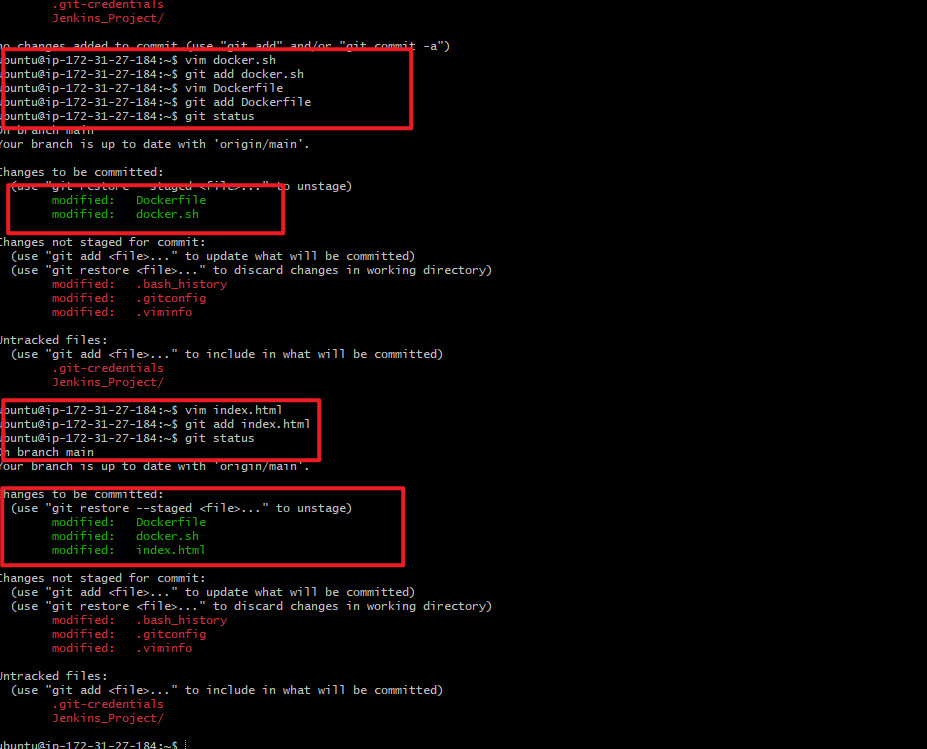 .git-credentials
Jenkins_Project/
no changes added to commit (use "git add" and/or "git commit -a")
ubuntu@ip-172-31-27-184:~$ vim docker.sh
ubuntu@ip-172-31-27-184:~$ git add docker.sh
ubuntu@ip-172-31-27-184:~$ vim Dockerfile
ubuntu@ip-172-31-27-184:~$ git add Dockerfile
ubuntu@ip-172-31-27-184:~$ git status
On branch main
Your branch is up to date with 'origin/main'.
Changes to be committed:
(use "git restore --staged <file>..." to unstage)
modified: Dockerfile
modified: docker.sh
Changes not staged for commit:
(use "git add <file>..." to update what will be committed)
(use "git restore <file>..." to discard changes in working directory)
modified: .bash_history
modified: .gitconfig
modified: .viminfo
Untracked files:
(use "git add <file>..." to include in what will be committed)
.git-credentials
Jenkins_Project/
ubuntu@ip-172-31-27-184:~$ vim index.html
ubuntu@ip-172-31-27-184:~$ git add index.html
ubuntu@ip-172-31-27-184:~$ git status
On branch main
Your branch is up to date with 'origin/main'.
Changes to be committed:
(use "git restore --staged <file>..." to unstage)
modified: Dockerfile
modified: docker.sh
modified: index.html
Changes not staged for commit:
(use "git add <file>..." to update what will be committed)
(use "git restore <file>..." to discard changes in working directory)
modified: .bash_history
modified: .gitconfig
modified: .viminfo
Untracked files:
(use "git add <file>..." to include in what will be committed)
.git-credentials
Jenkins_Project/
ubuntu@ip-172-31-27-184:~$